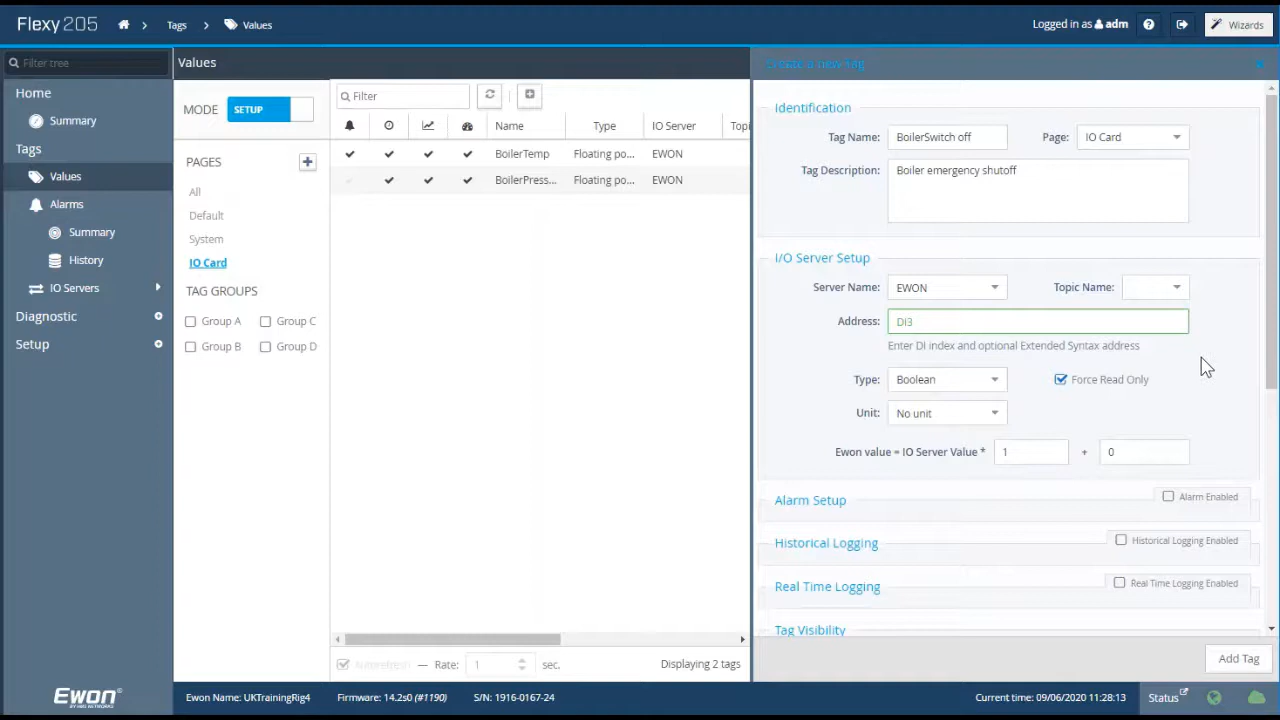 Flexy 205
Tags
Values
Logged in as adm
Wizards
Filter tree
Home
Summary
Tags
Values
Alarms
Summary
History
IO Servers
Diagnostic
Setup
Values
MODE SETUP
PAGES
All
Default
System
IO Card
TAG GROUPS
Group A Group C
Group B Group D
Filter
Name Type IO Server Topi
BoilerTemp Floating po... EWON
BoilerPress... Floating po... EWON
Autorefresh — Rate: 1 sec. Displaying 2 tags
Create a new tag
Identification
Tag Name: BoilerSwitch off Page: IO Card
Tag Description: Boiler emergency shutoff
I/O Server Setup
Server Name: EWON Topic Name:
Address: DI3
Enter DI index and optional Extended Syntax address
Type: Boolean Force Read Only
Unit: No unit
Ewon value = IO Server Value * 1 + 0
Alarm Setup Alarm Enabled
Historical Logging Historical Logging Enabled
Real Time Logging Real Time Logging Enabled
Tag Visibility
Add Tag
Ewon®
BY HMS NETWORKS
Ewon Name: UKTrainingRig4 Firmware: 14.2s0 (#1190) S/N: 1916-0167-24 Current time: 09/06/2020 11:28:13 Status